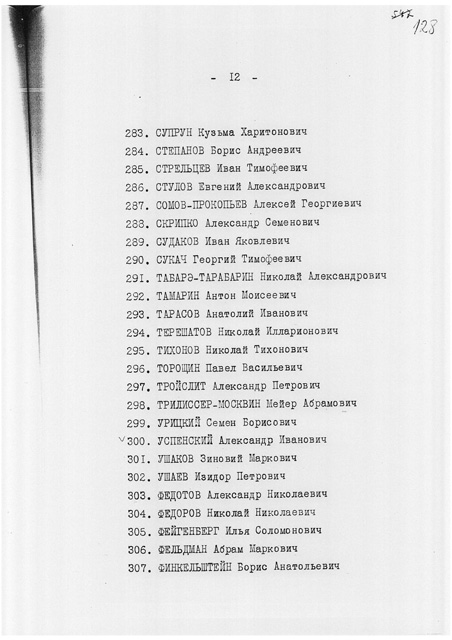 128
- 12 -
283. СУПРУН Кузьма Харитонович
284. СТЕПАНОВ Борис Андреевич
285. СТРЕЛЬЦЕВ Иван Тимофеевич
286. СТУЛОВ Евгений Александрович
287. СОМОВ-ПРОКОПЬЕВ Алексей Георгиевич
288. СКРИПКО Александр Семенович
289. СУДАКОВ Иван Яковлевич
290. СУКАЧ Георгий Тимофеевич
291. ТАБАРЭ-ТАРАБАРИН Николай Александрович
292. ТАМАРИН Антон Моисеевич
293. ТАРАСОВ Анатолий Иванович
294. ТЕРЕШАТОВ Николай Илларионович
295. ТИХОНОВ Николай Тихонович
296. ТОРОЩИН Павел Васильевич
297. ТРОЙСЛИТ Александр Петрович
298. ТРИЛИССЕР-МОСКВИН Мейер Абрамович
299. УРИЦКИЙ Семен Борисович
300. УСПЕНСКИЙ Александр Иванович
301. УШАКОВ Зиновий Маркович
302. УШАЕВ Изидор Петрович
303. ФЕДОТОВ Александр Николаевич
304. ФЕДОРОВ Николай Николаевич
305. ФЕЙГЕНБЕРГ Илья Соломонович
306. ФЕЛЬДМАН Абрам Маркович
307. ФИНКЕЛЬШТЕЙН Борис Анатольевич